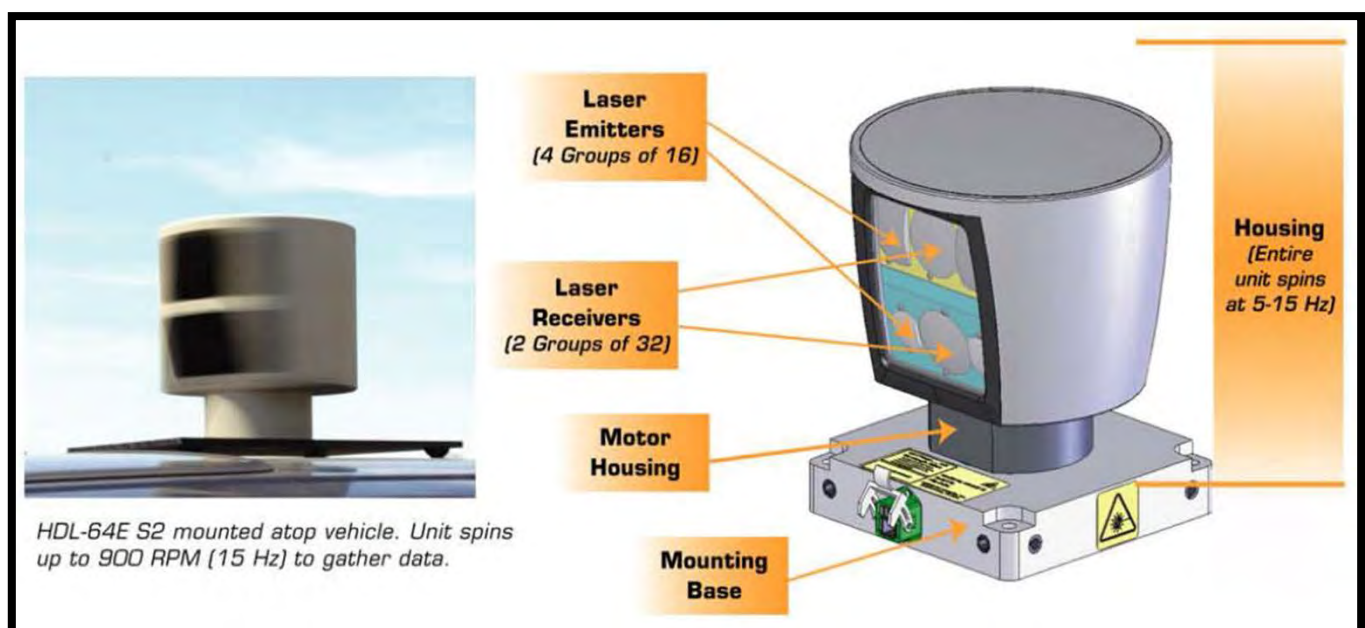 Laser
Emitters
(4 Groups of 16)
Laser
Receivers
(2 Groups of 32)
Motor
Housing
Mounting
Base
Housing
(Entire
unit spins
at 5-15 Hz)
HDL-64E S2 mounted atop vehicle. Unit spins
up to 900 RPM (15 Hz) to gather data.